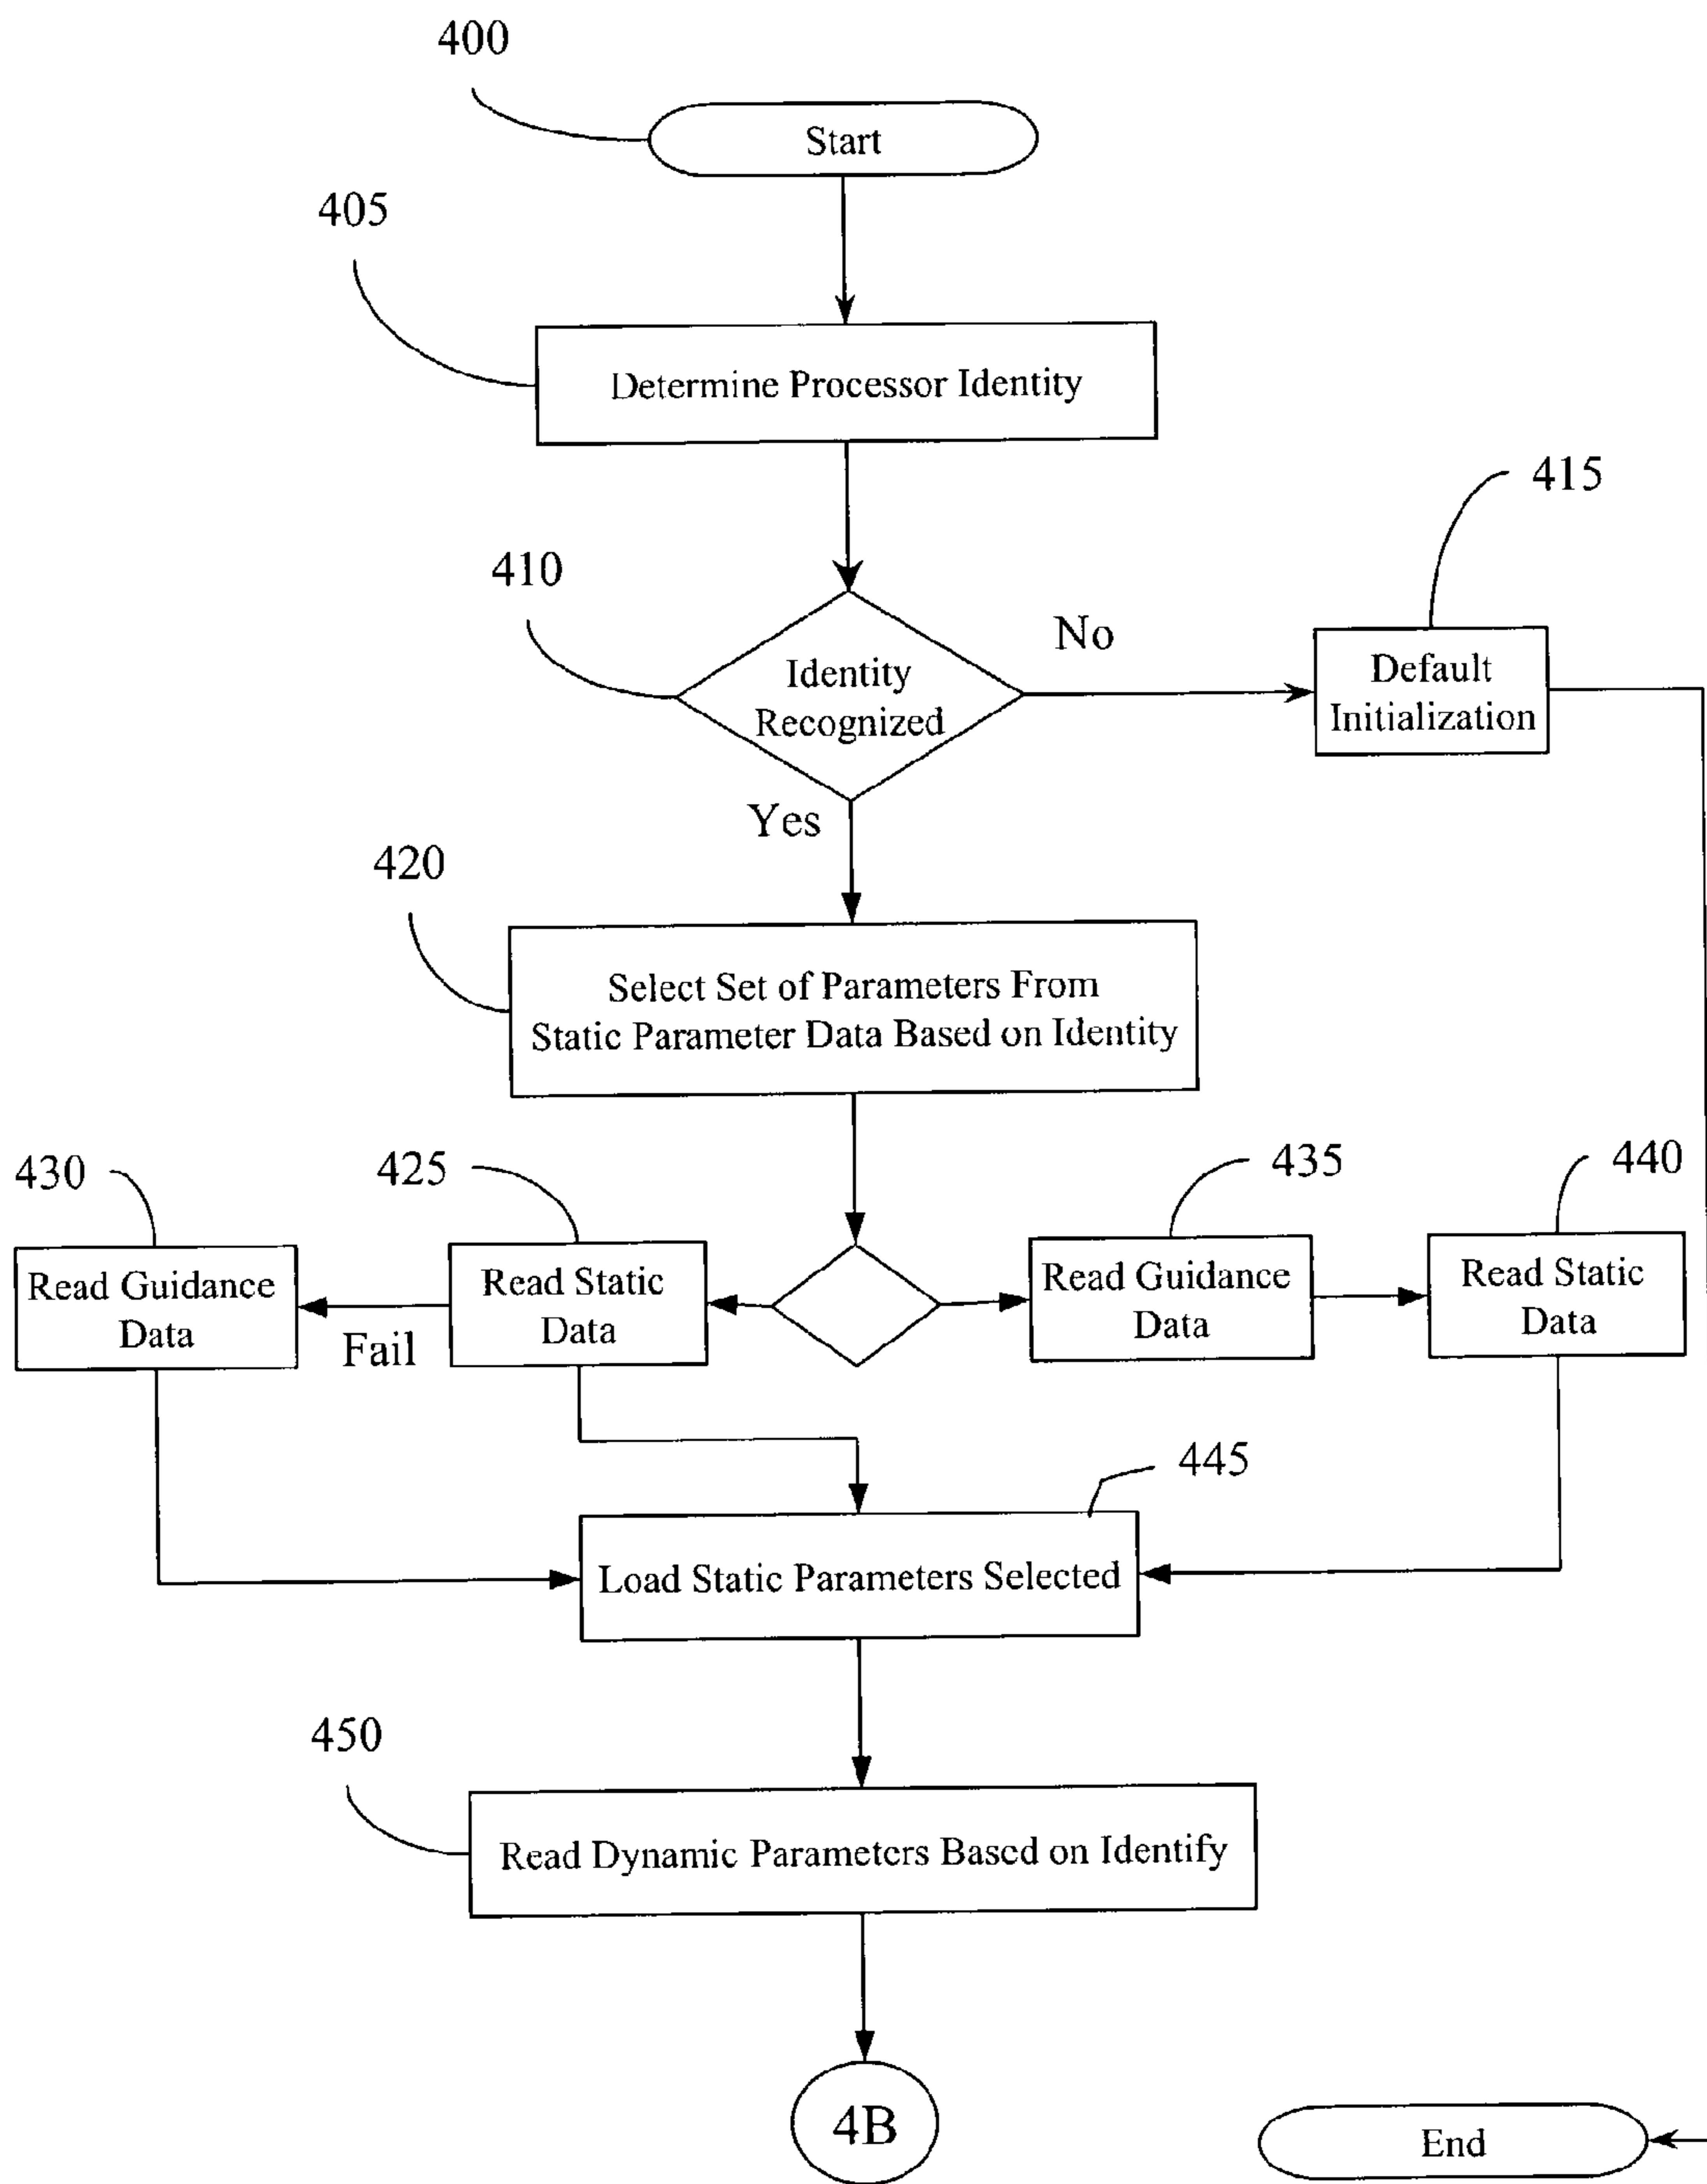 400
Start
405
Determine Processor Identity
415
410
No
Identity
Recognized
Default
Initialization
Yes
420
Select Set of Parameters From
Static Parameter Data Based on Identity
430
425
435
440
Read Guidance
Data
Fail
Read Static
Data
Read Guidance
Data
Read Static
Data
445
Load Static Parameters Selected
450
Read Dynamic Parameters Based on Identify
4B
End